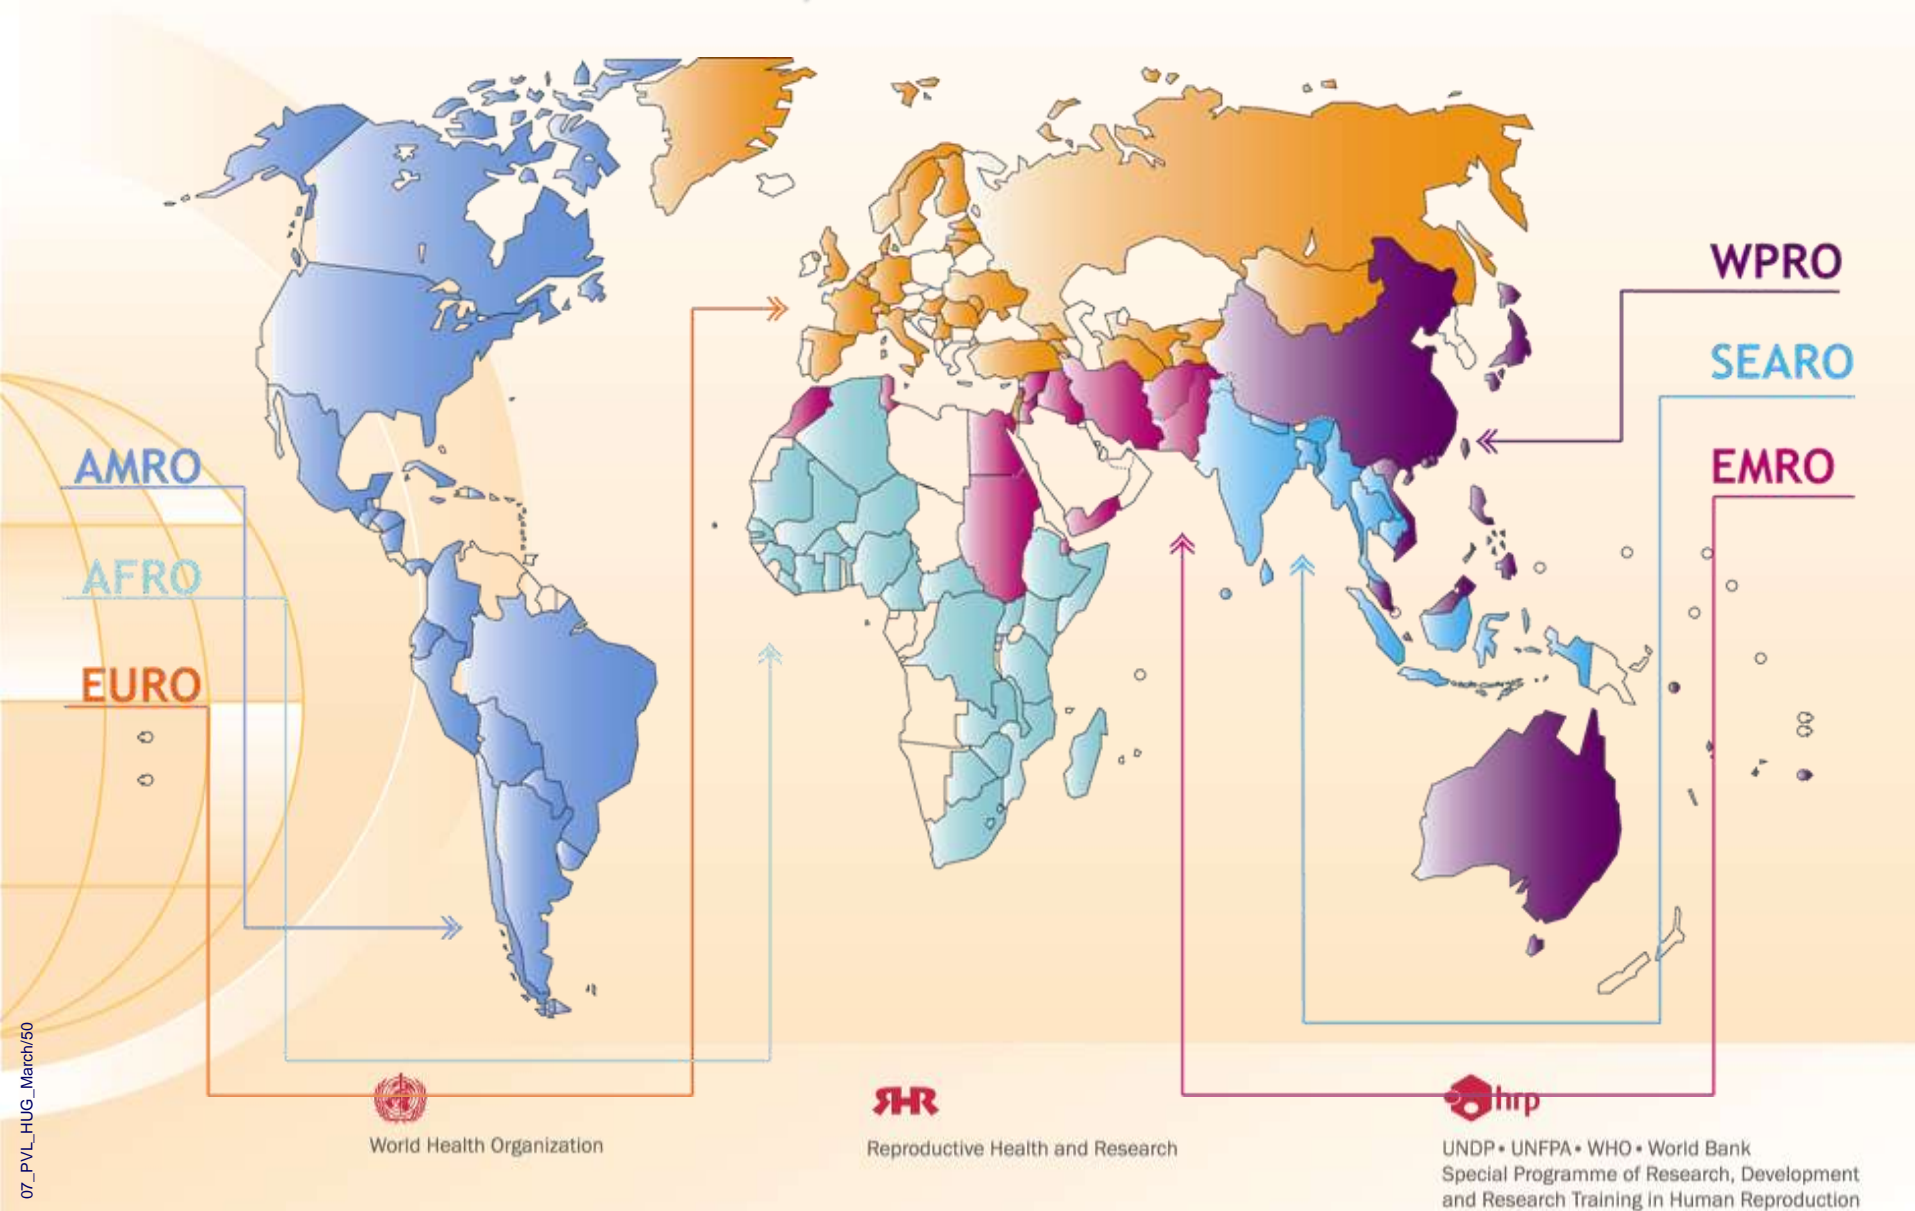 WPRO
SEARO
EMRO
AMRO
AFRO
EURO
07_PVL_HUG_March/50
World Health Organization
RHR
Reproductive Health and Research
hrp
UNDP • UNFPA • WHO • World Bank
Special Programme of Research, Development
and Research Training in Human Reproduction